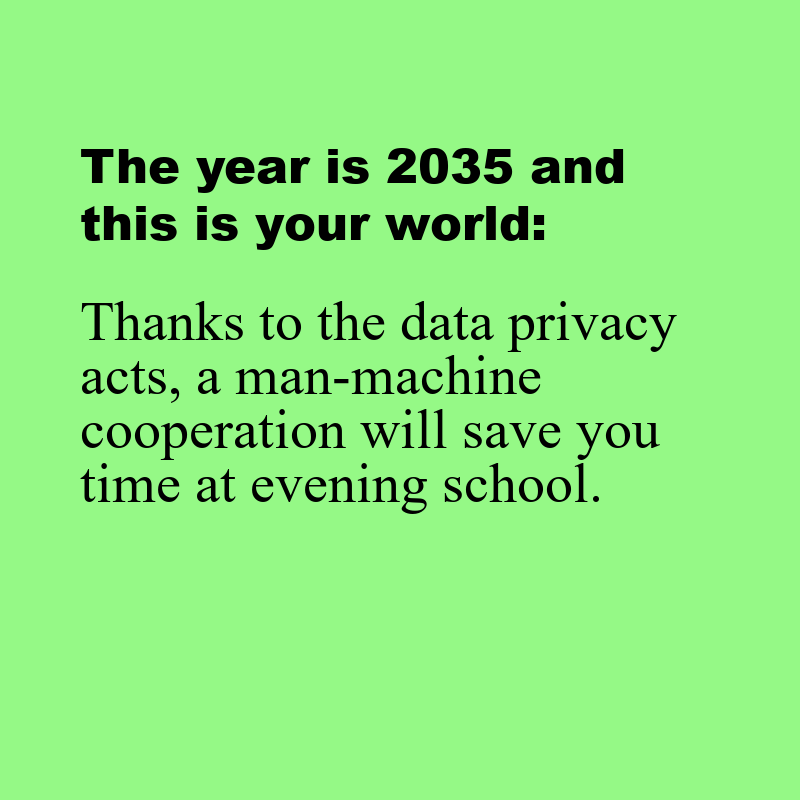 The year is 2035 and
this is your world:
Thanks to the data privacy
acts, a man-machine
cooperation will save you
time at evening school.